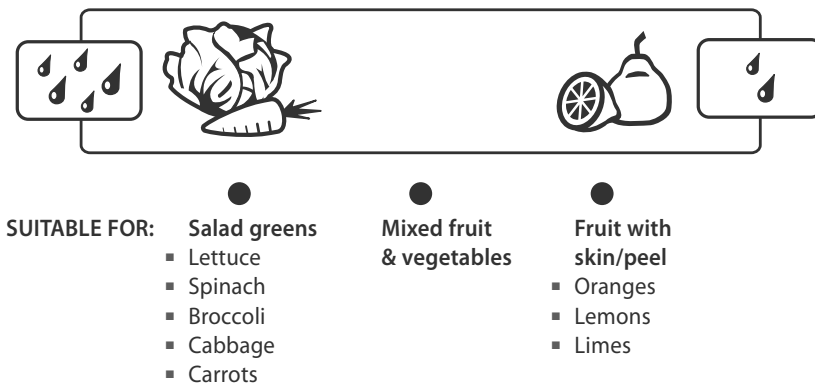 SUITABLE FOR:
Salad greens
▪ Lettuce
▪ Spinach
▪ Broccoli
▪ Cabbage
▪ Carrots
Mixed fruit
& vegetables
Fruit with
skin/peel
▪ Oranges
▪ Lemons
▪ Limes